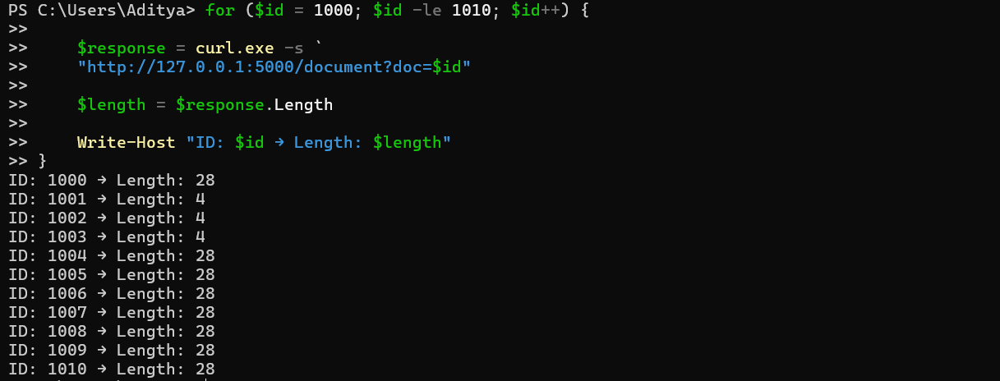 PS C:\Users\Aditya> for ($id = 1000; $id -le 1010; $id++) {
>>
>>     $response = curl.exe -s `
>>     "http://127.0.0.1:5000/document?doc=$id"
>>
>>     $length = $response.Length
>>
>>     Write-Host "ID: $id → Length: $length"
>> }
ID: 1000 → Length: 28
ID: 1001 → Length: 4
ID: 1002 → Length: 4
ID: 1003 → Length: 4
ID: 1004 → Length: 28
ID: 1005 → Length: 28
ID: 1006 → Length: 28
ID: 1007 → Length: 28
ID: 1008 → Length: 28
ID: 1009 → Length: 28
ID: 1010 → Length: 28